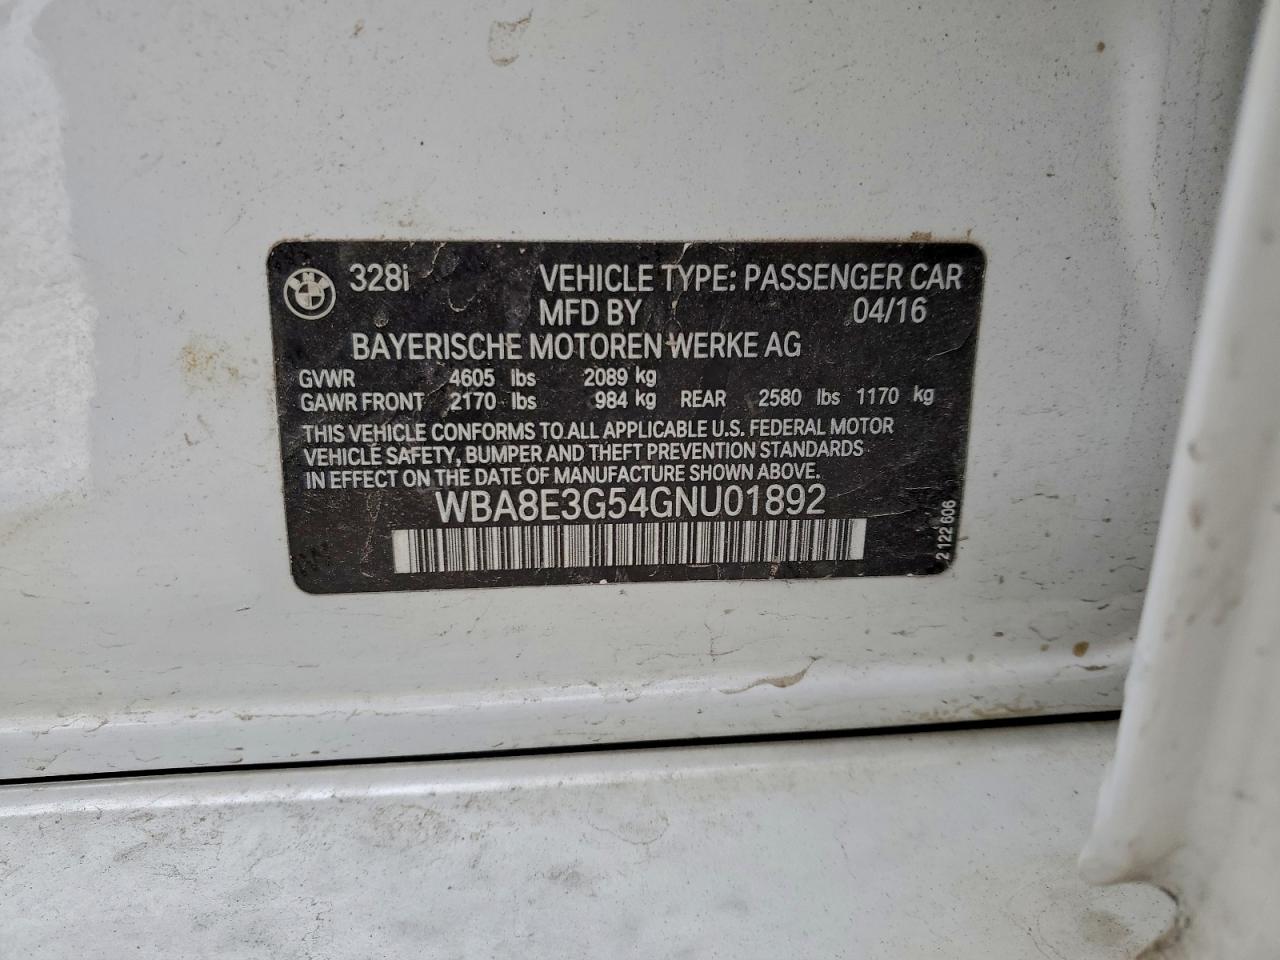 328i VEHICLE TYPE: PASSENGER CAR
MFD BY 04/16
BAYERISCHE MOTOREN WERKE AG
GVWR 4605 lbs 2089 kg
GAWR FRONT 2170 lbs 984 kg REAR 2580 lbs 1170 kg
THIS VEHICLE CONFORMS TO ALL APPLICABLE U.S. FEDERAL MOTOR
VEHICLE SAFETY, BUMPER AND THEFT PREVENTION STANDARDS
IN EFFECT ON THE DATE OF MANUFACTURE SHOWN ABOVE.
WBA8E3G54GNU01892
2 122 606